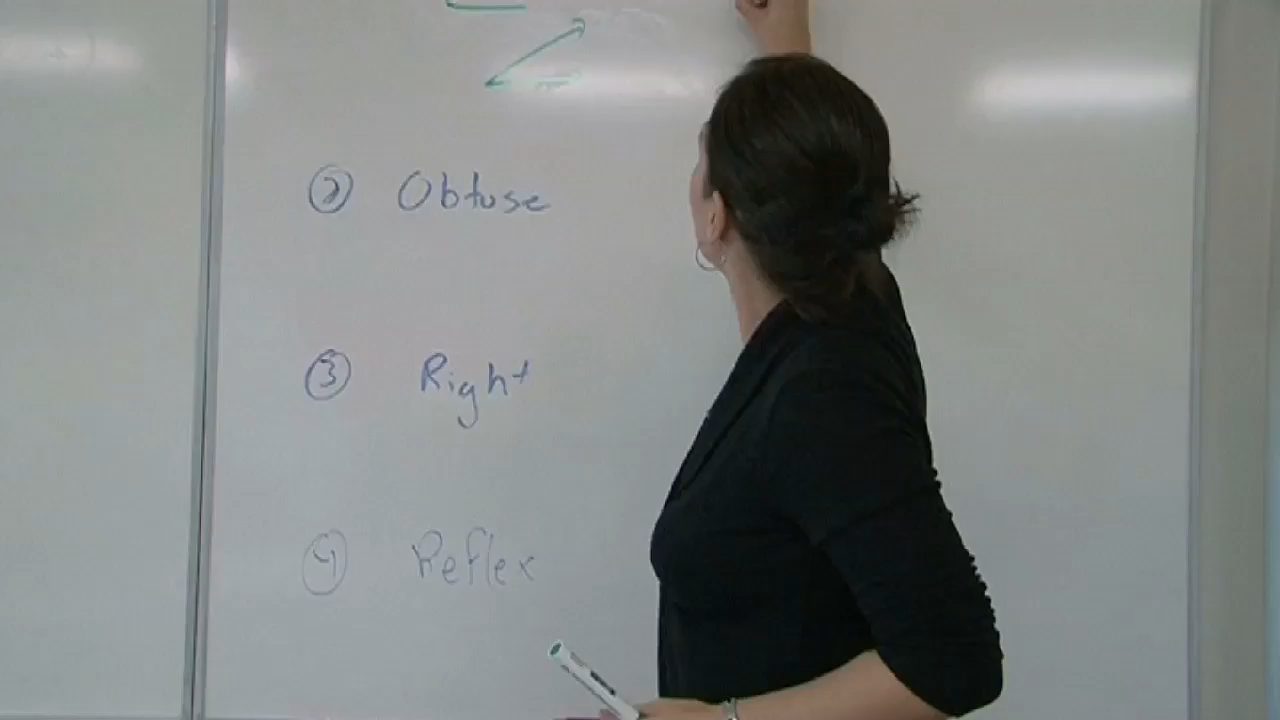 ② Obtuse
③ Right
④ Reflex